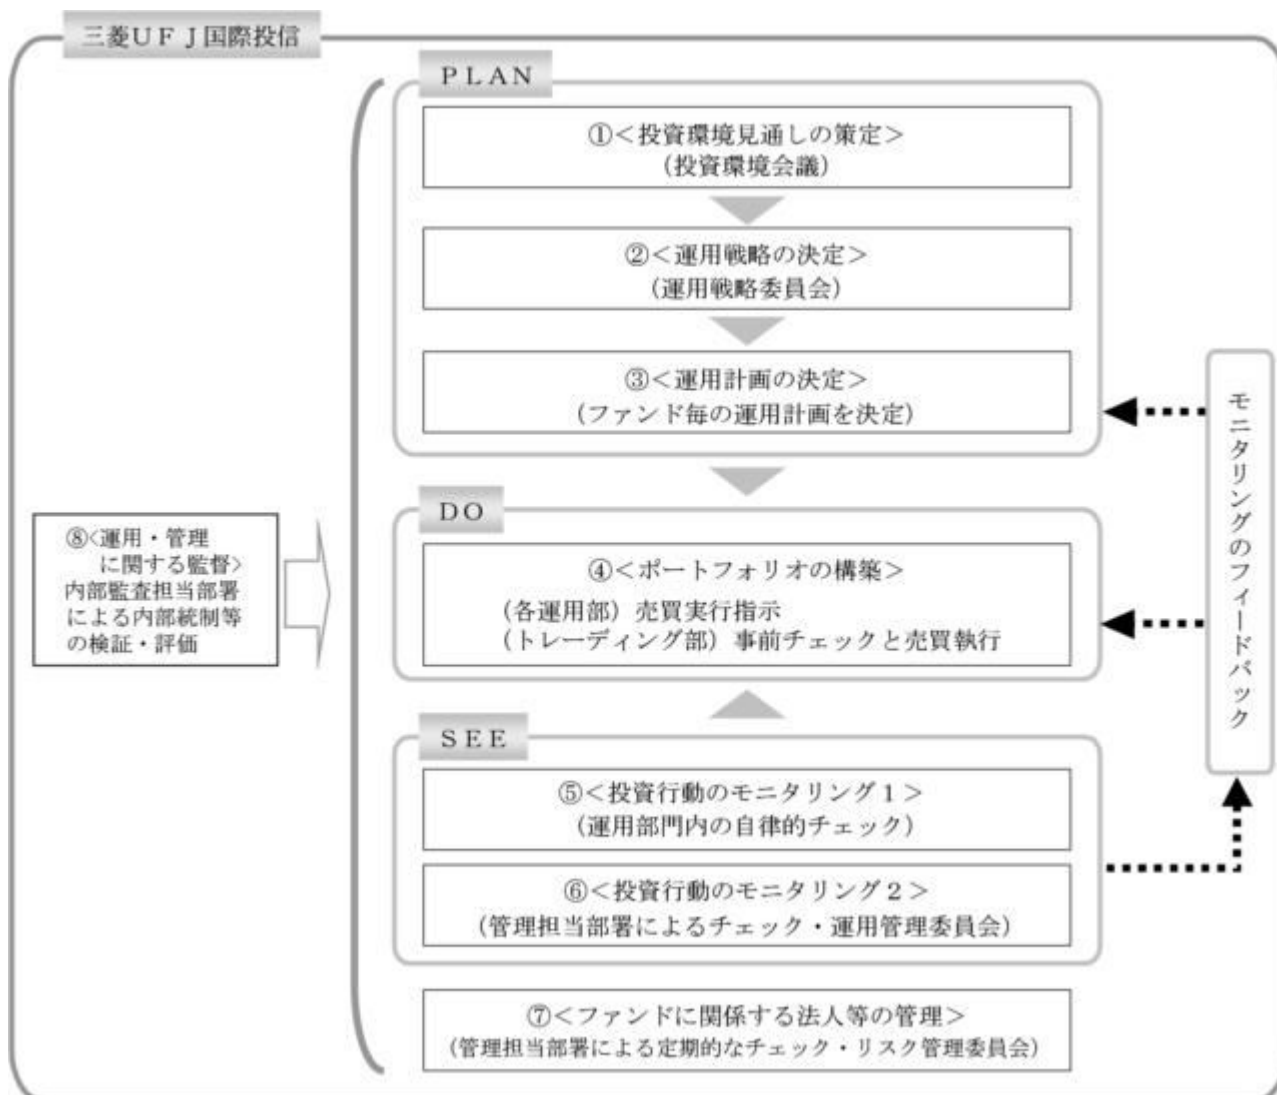 三菱UFJ国際投信
PLAN
①<投資環境見通しの策定>
(投資環境会議)
②<運用戦略の決定>
(運用戦略委員会)
③<運用計画の決定>
(ファンド毎の運用計画を決定)
DO
④<ポートフォリオの構築>
(各運用部)売買実行指示
(トレーディング部)事前チェックと売買執行
SEE
⑤<投資行動のモニタリング1>
(運用部門内の自律的チェック)
⑥<投資行動のモニタリング2>
(管理担当部署によるチェック・運用管理委員会)
⑦<ファンドに関係する法人等の管理>
(管理担当部署による定期的なチェック・リスク管理委員会)
⑧<運用・管理
に関する監督>
内部監査担当部署
による内部統制等
の検証・評価
モニタリングのフィードバック